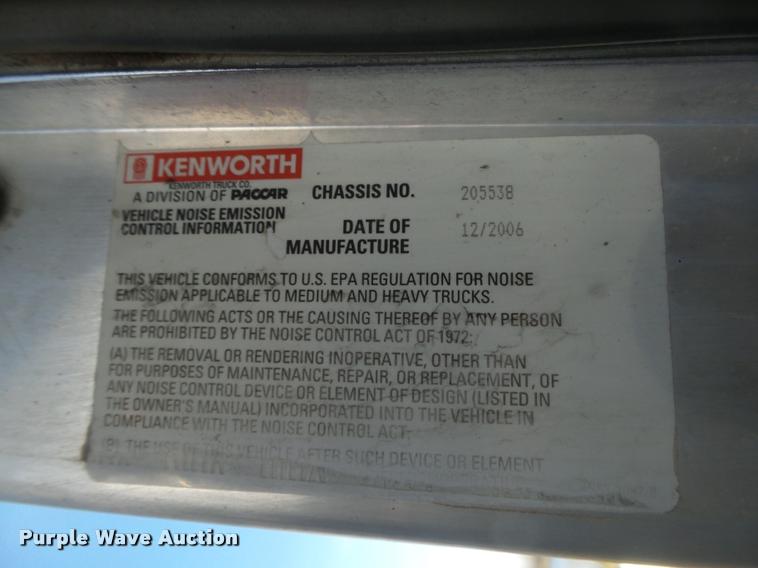 KENWORTH
KENWORTH TRUCK CO.
A DIVISION OF PACCAR
CHASSIS NO. 205538
VEHICLE NOISE EMISSION
CONTROL INFORMATION
DATE OF
MANUFACTURE
12/2006
THIS VEHICLE CONFORMS TO U.S. EPA REGULATION FOR NOISE
EMISSION APPLICABLE TO MEDIUM AND HEAVY TRUCKS.
THE FOLLOWING ACTS OR THE CAUSING THEREOF BY ANY PERSON
ARE PROHIBITED BY THE NOISE CONTROL ACT OF 1972:
(A) THE REMOVAL OR RENDERING INOPERATIVE, OTHER THAN
FOR PURPOSES OF MAINTENANCE, REPAIR, OR REPLACEMENT, OF
ANY NOISE CONTROL DEVICE OR ELEMENT OF DESIGN (LISTED IN
THE OWNER'S MANUAL) INCORPORATED INTO THE VEHICLE IN
COMPLIANCE WITH THE NOISE CONTROL ACT.
(B) THE USE OF THIS VEHICLE AFTER SUCH DEVICE OR ELEMENT
Purple Wave Auction